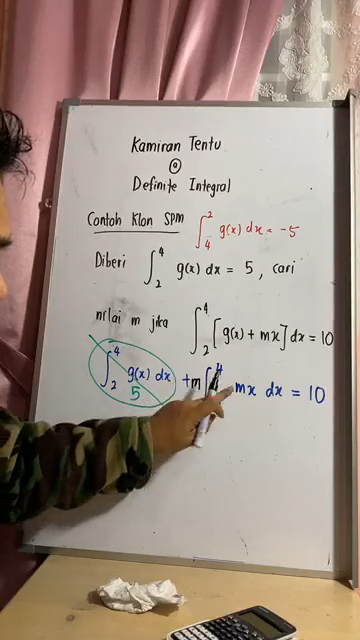 Kamiran Tentu
@
Definite Integral
Contoh Klon SPM ∫₄² g(x) dx = -5
Diberi ∫₂⁴ g(x) dx = 5, cari
nilai m jika ∫₂⁴ [g(x) + mx] dx = 10
∫₂⁴ g(x) dx + m ∫ ⁴ mx dx = 10
5